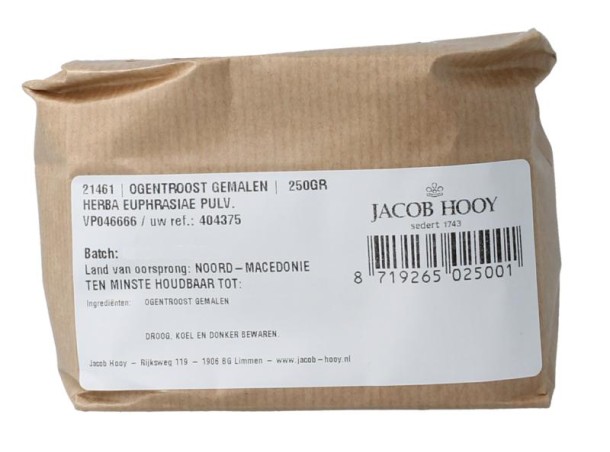 21461 | OGENTROOST GEMALEN | 250GR
HERBA EUPHRASIAE PULV.
VP046666 / uw ref.: 404375
Batch:
Land van oorsprong: NOORD – MACEDONIE
TEN MINSTE HOUDBAAR TOT:
Ingrediënten: OGENTROOST GEMALEN
DROOG, KOEL EN DONKER BEWAREN.
Jacob Hooy – Rijksweg 119 – 1906 BG Limmen – www.jacob-hooy.nl
JACOB HOOY
sedert 1743
8 719265 025001